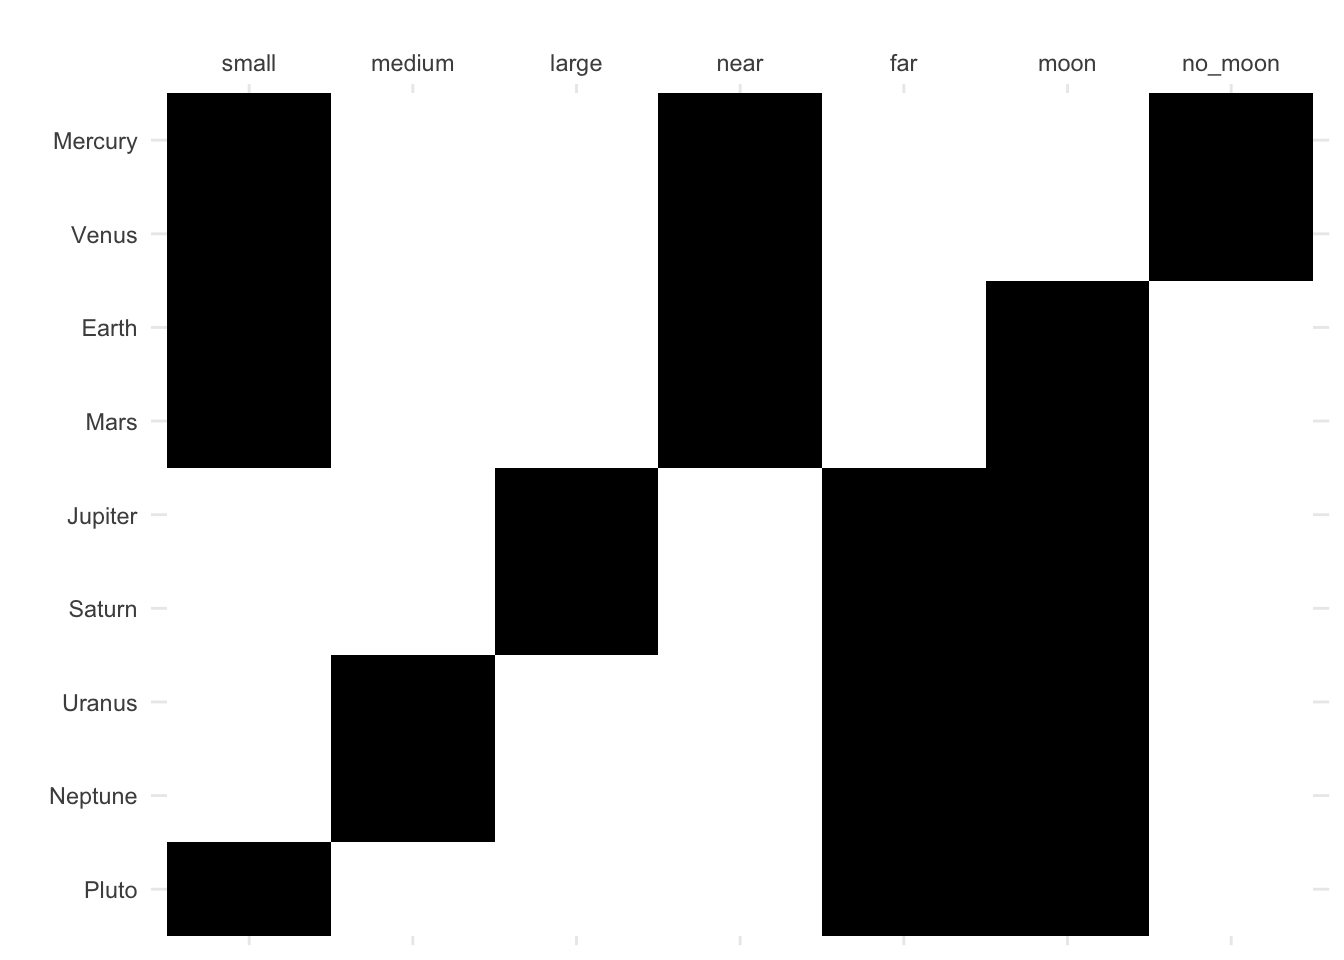 small medium large near far moon no_moon
Mercury
Venus
Earth
Mars
Jupiter
Saturn
Uranus
Neptune
Pluto